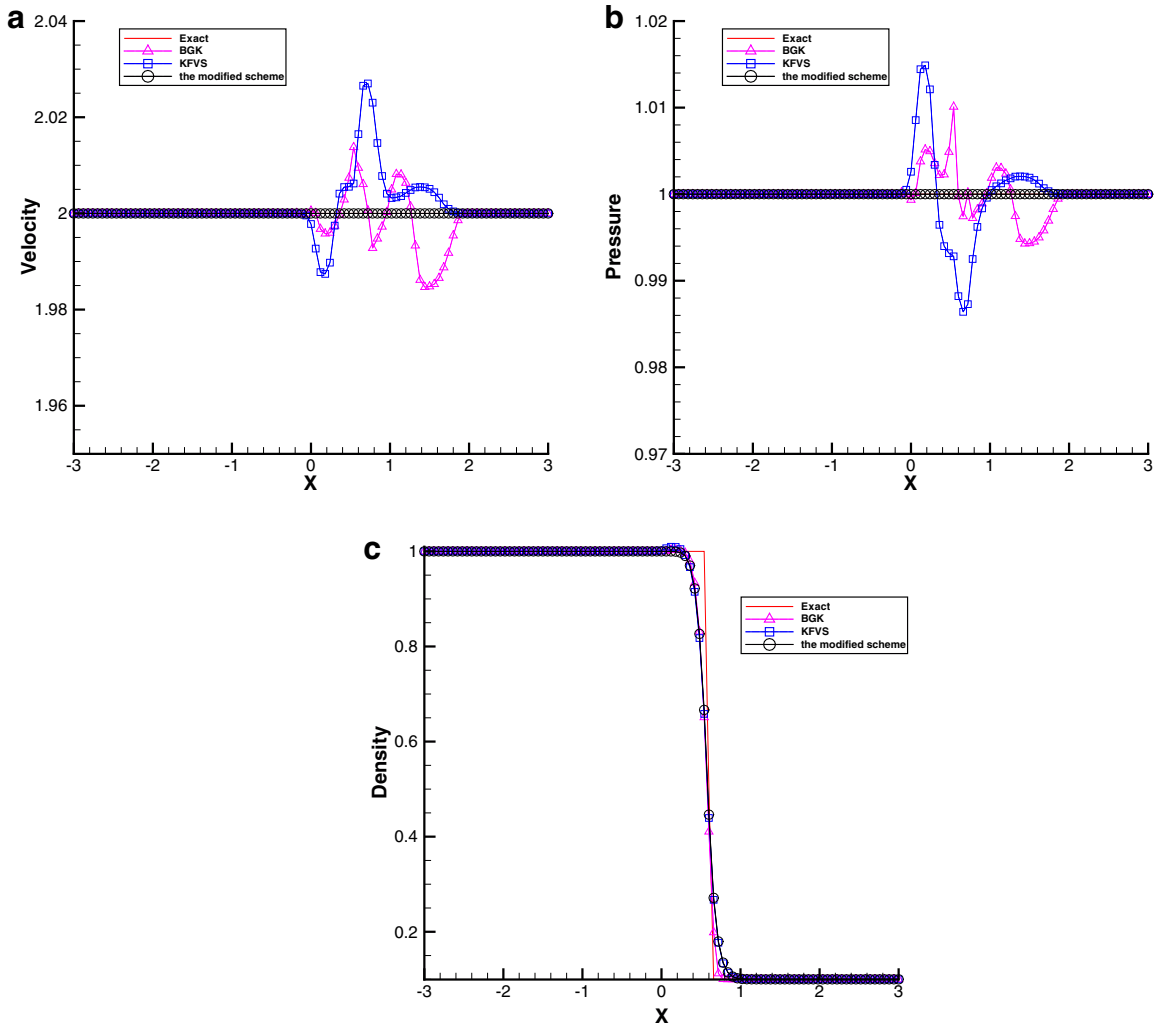 a
2.04
2.02
2
1.98
1.96
Velocity
Exact
BGK
KFVS
the modified scheme
-3
-2
-1
0
1
2
3
X
b
1.02
1.01
1
0.99
0.98
0.97
Pressure
Exact
BGK
KFVS
the modified scheme
-3
-2
-1
0
1
2
3
X
c
1
0.8
0.6
0.4
0.2
Density
Exact
BGK
KFVS
the modified scheme
-3
-2
-1
0
1
2
3
X